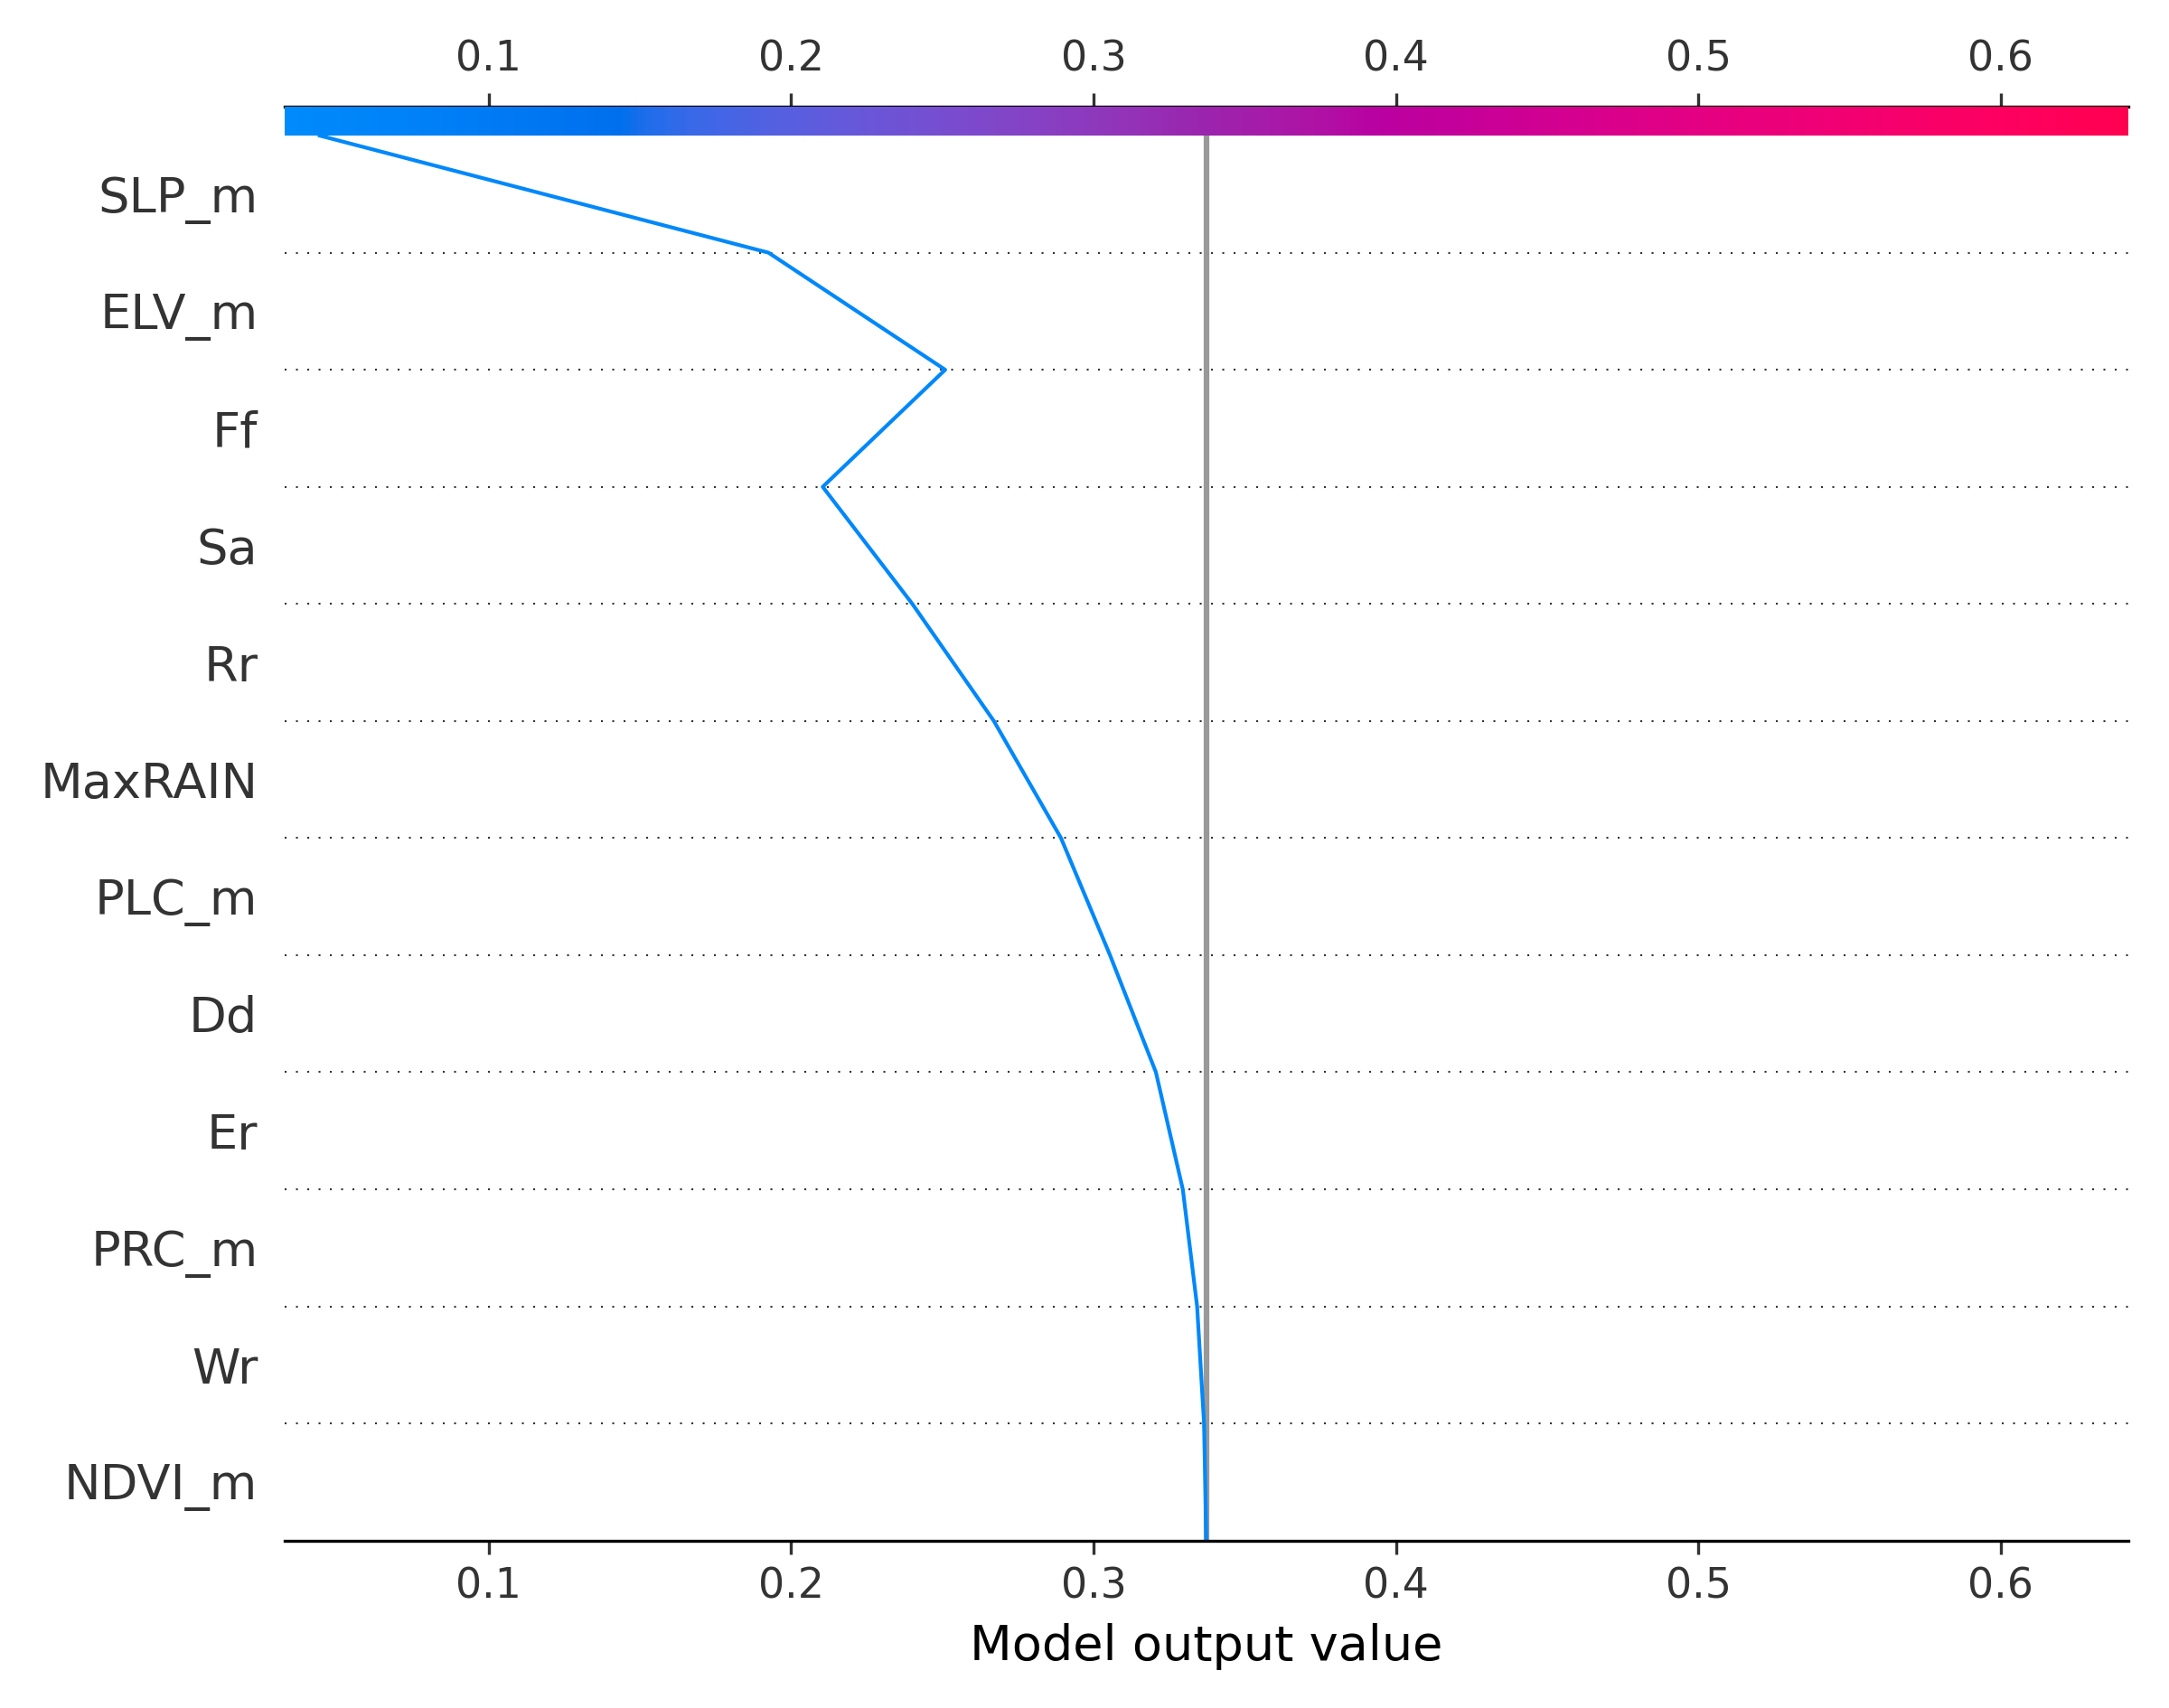 0.1 0.2 0.3 0.4 0.5 0.6
SLP_m
ELV_m
Ff
Sa
Rr
MaxRAIN
PLC_m
Dd
Er
PRC_m
Wr
NDVI_m
0.1 0.2 0.3 0.4 0.5 0.6
Model output value